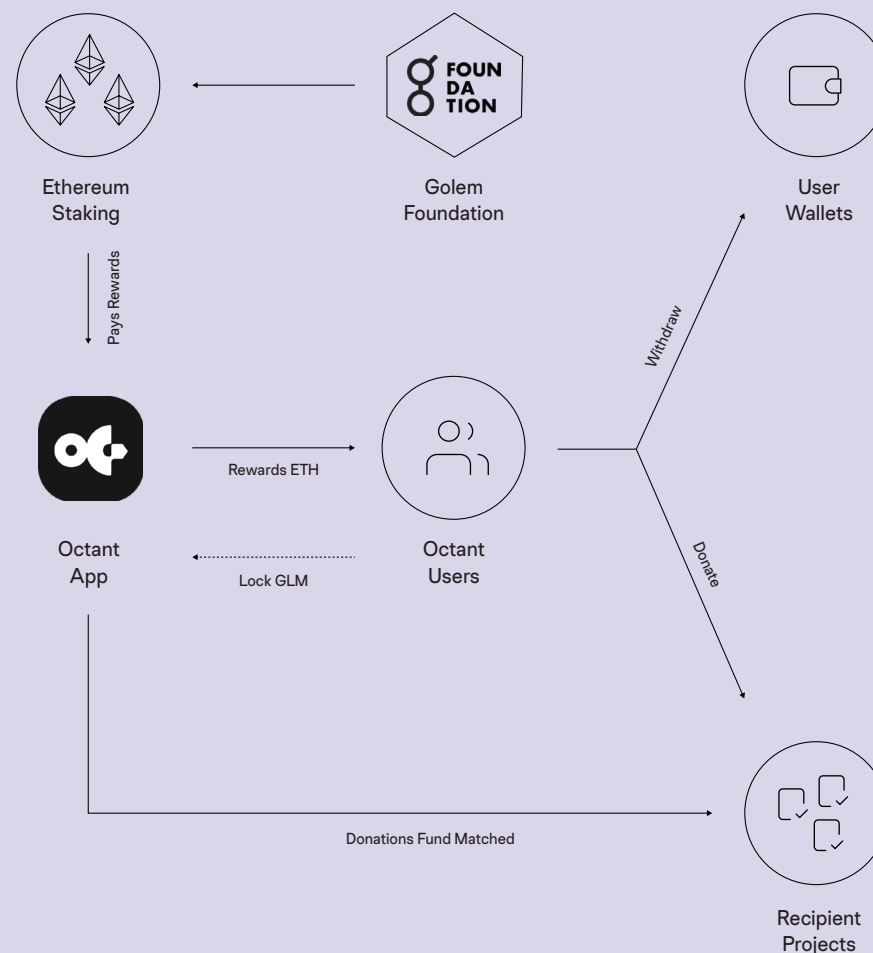 FOUN
DA
TION
Ethereum
Staking
Golem
Foundation
User
Wallets
Pays Rewards
Withdraw
Rewards ETH
Octant
App
Octant
Users
Lock GLM
Donate
Donations Fund Matched
Recipient
Projects